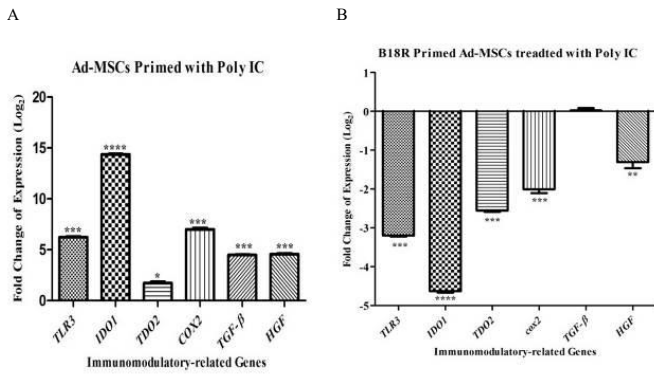 A
Ad-MSCs Primed with Poly IC
Fold Change of Expression (Log2)
20
15
10
5
0
***
****
*
***
***
***
TLR3
IDO1
TDO2
COX2
TGF-β
HGF
Immunomodulatory-related Genes
B
B18R Primed Ad-MSCs treadted with Poly IC
Fold Change of Expression (Log2)
1
0
-1
-2
-3
-4
-5
***
****
***
***
**
TLR3
IDO1
TDO2
cox2
TGF-β
HGF
Immunomodulatory-related Genes